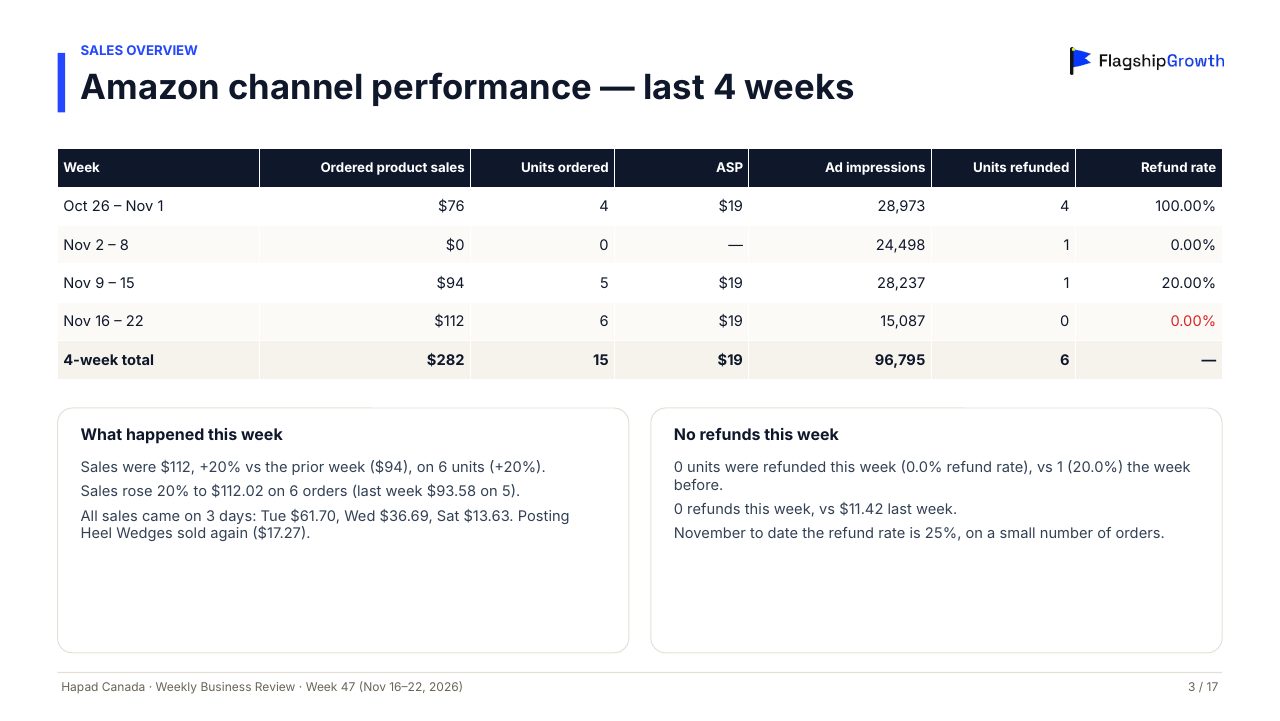 SALES OVERVIEW
Amazon channel performance — last 4 weeks
FlagshipGrowth
Week Ordered product sales Units ordered ASP Ad impressions Units refunded Refund rate
Oct 26 – Nov 1 $76 4 $19 28,973 4 100.00%
Nov 2 – 8 $0 0 — 24,498 1 0.00%
Nov 9 – 15 $94 5 $19 28,237 1 20.00%
Nov 16 – 22 $112 6 $19 15,087 0 0.00%
4-week total $282 15 $19 96,795 6 —
What happened this week
Sales were $112, +20% vs the prior week ($94), on 6 units (+20%).
Sales rose 20% to $112.02 on 6 orders (last week $93.58 on 5).
All sales came on 3 days: Tue $61.70, Wed $36.69, Sat $13.63. Posting
Heel Wedges sold again ($17.27).
No refunds this week
0 units were refunded this week (0.0% refund rate), vs 1 (20.0%) the week
before.
0 refunds this week, vs $11.42 last week.
November to date the refund rate is 25%, on a small number of orders.
Hapad Canada · Weekly Business Review · Week 47 (Nov 16–22, 2026)
3 / 17